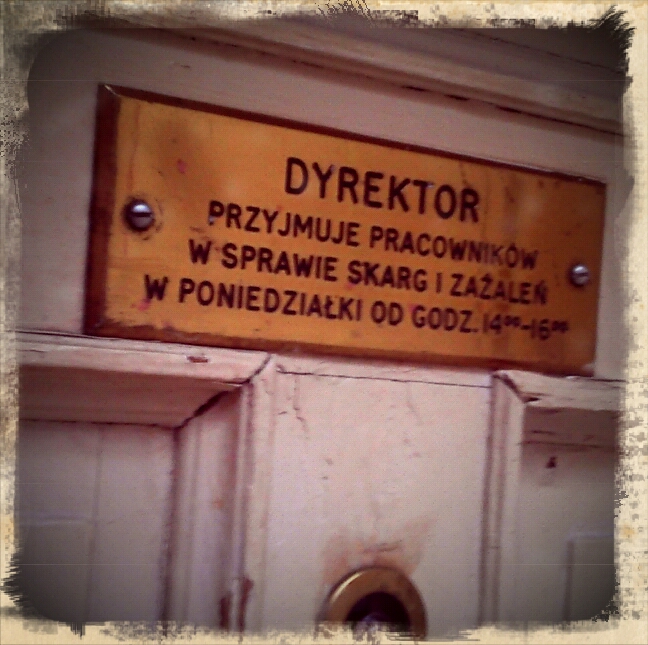 DYREKTOR
PRZYJMUJE PRACOWNIKÓW
W SPRAWIE SKARG I ZAŻALEŃ
W PONIEDZIAŁKI OD GODZ. 14⁰⁰-16⁰⁰